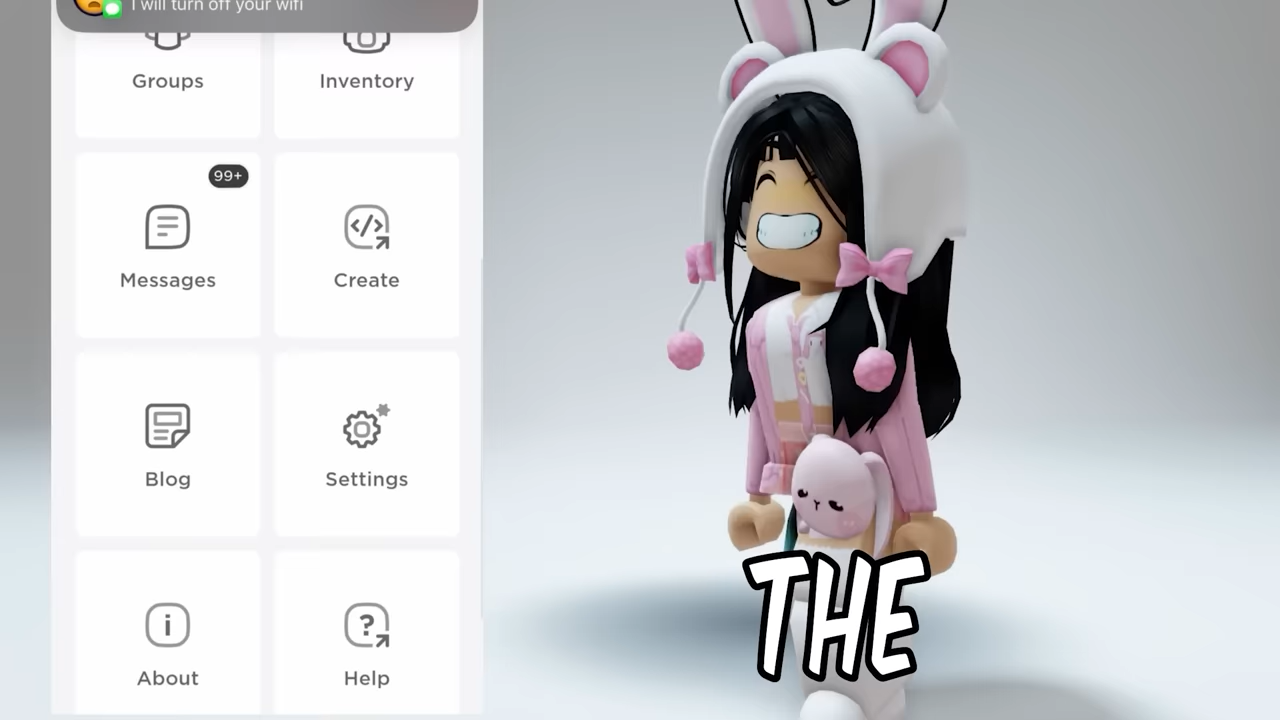 I will turn off your wifi
Groups
Inventory
99+
Messages
Create
Blog
Settings
About
Help
THE